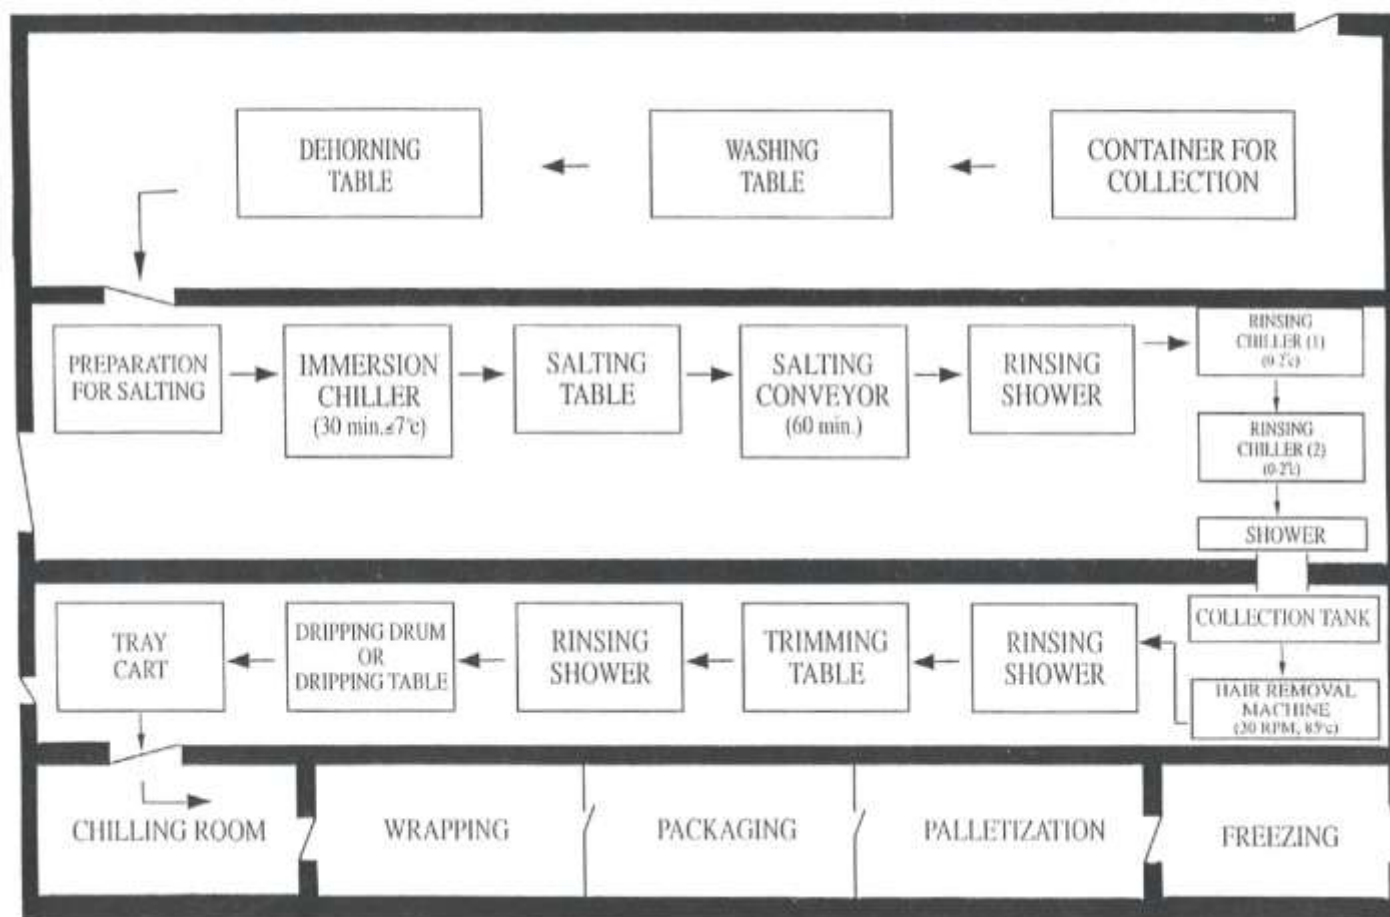 DEHORNING
TABLE
WASHING
TABLE
CONTAINER FOR
COLLECTION
PREPARATION
FOR SALTING
IMMERSION
CHILLER
(30 min.≤7°c)
SALTING
TABLE
SALTING
CONVEYOR
(60 min.)
RINSING
SHOWER
RINSING
CHILLER (1)
(0-2°c)
RINSING
CHILLER (2)
(0-2°c)
SHOWER
TRAY
CART
DRIPPING DRUM
OR
DRIPPING TABLE
RINSING
SHOWER
TRIMMING
TABLE
RINSING
SHOWER
COLLECTION TANK
HAIR REMOVAL
MACHINE
(20 RPM, 85°c)
CHILLING ROOM
WRAPPING
PACKAGING
PALLETIZATION
FREEZING